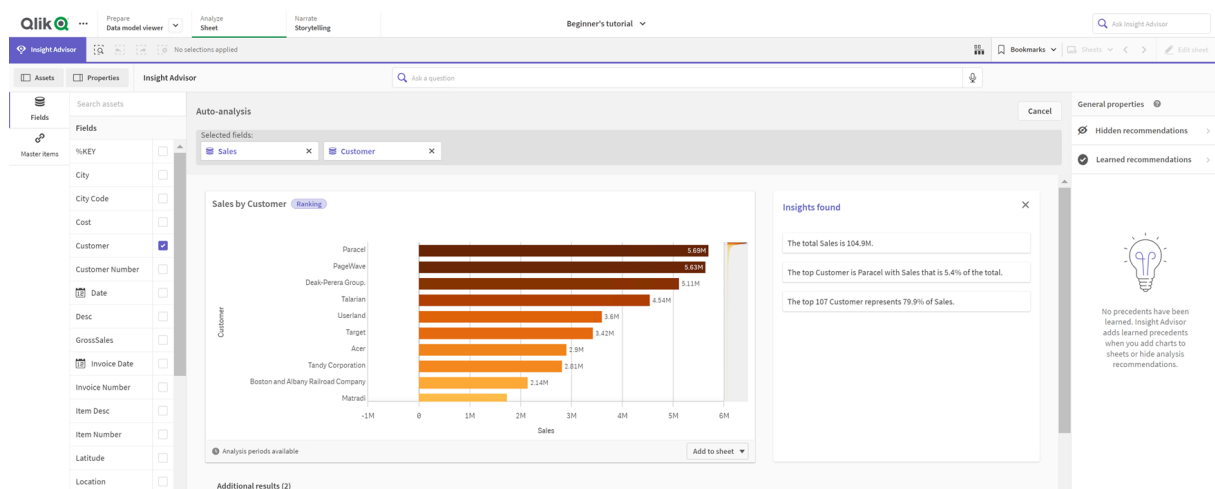 Qlik
Prepare
Data model viewer
Analyze
Sheet
Narrate
Storytelling
Beginner's tutorial
Ask Insight Advisor
Insight Advisor
No selections applied
Bookmarks
Sheets
Edit sheet
Assets
Properties
Insight Advisor
Ask a question
Fields
Master items
Search assets
Fields
%KEY
City
City Code
Cost
Customer
Customer Number
Date
Desc
GrossSales
Invoice Date
Invoice Number
Item Desc
Item Number
Latitude
Location
Auto-analysis
Cancel
Selected fields:
Sales
Customer
Sales by Customer
Ranking
Customer
Paracel
5.69M
PageWave
5.63M
Deak-Perera Group.
5.11M
Talarian
4.54M
Userland
3.6M
Target
3.42M
Acer
2.9M
Tandy Corporation
2.81M
Boston and Albany Railroad Company
2.14M
Matradi
-1M 0 1M 2M 3M 4M 5M 6M
Sales
Analysis periods available
Add to sheet
Additional results (2)
Insights found
The total Sales is 104.9M.
The top Customer is Paracel with Sales that is 5.4% of the total.
The top 107 Customer represents 79.9% of Sales.
General properties
Hidden recommendations
Learned recommendations
No precedents have been
learned. Insight Advisor
adds learned precedents
when you add charts to
sheets or hide analysis
recommendations.